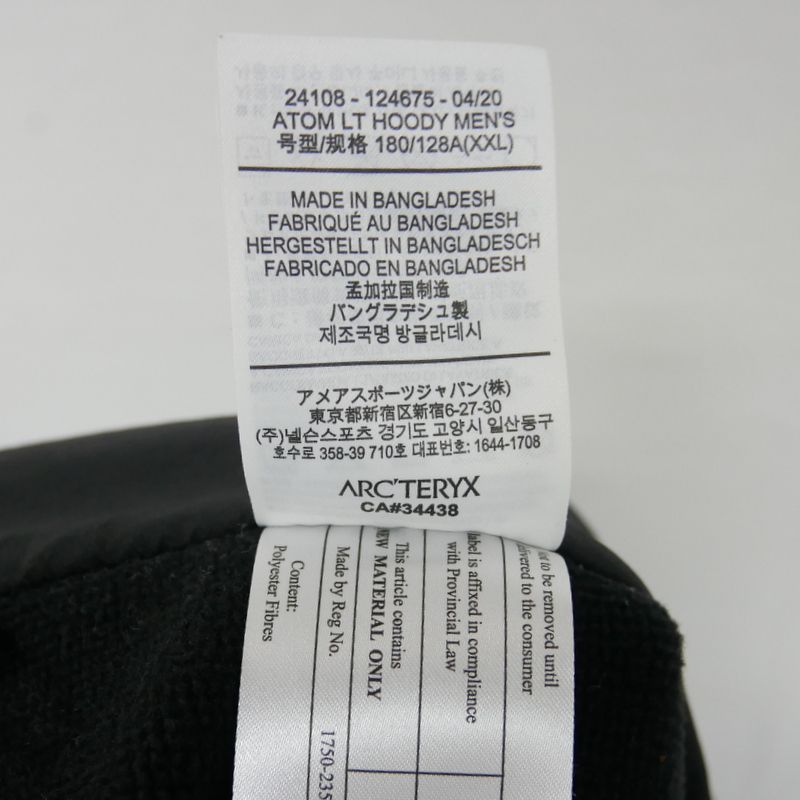 24108 - 124675 - 04/20
ATOM LT HOODY MEN'S
号型/规格 180/128A(XXL)
MADE IN BANGLADESH
FABRIQUÉ AU BANGLADESH
HERGESTELLT IN BANGLADESCH
FABRICADO EN BANGLADESH
孟加拉国制造
バングラデシュ製
제조국명 방글라데시
アメアスポーツジャパン(株)
東京都新宿区新宿6-27-30
(주)넬슨스포츠 경기도 고양시 일산동구
호수로 358-39 710호 대표번호: 1644-1708
ARC'TERYX
CA#34438
not to be removed until
delivered to the consumer
label is affixed in compliance
with Provincial Law
This article contains
NEW MATERIAL ONLY
Made by Reg No.
1750-235
Content:
Polyester Fibres